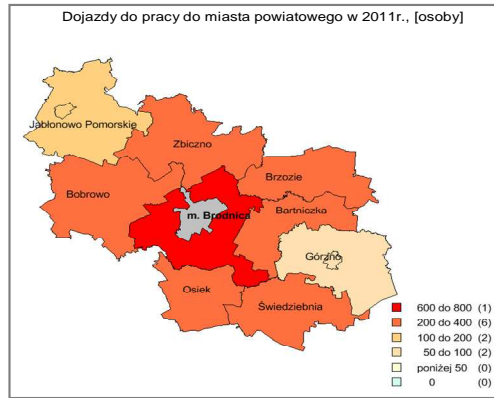 Dojazdy do pracy do miasta powiatowego w 2011r., [osoby]
Jabłonowo Pomorskie
Zbiczno
Brzozie
Bobrowo
Bartniczka
m. Brodnica
Górzno
Osiek
Świedziebnia
600 do 800 (1)
200 do 400 (6)
100 do 200 (2)
50 do 100 (2)
poniżej 50 (0)
0 (0)